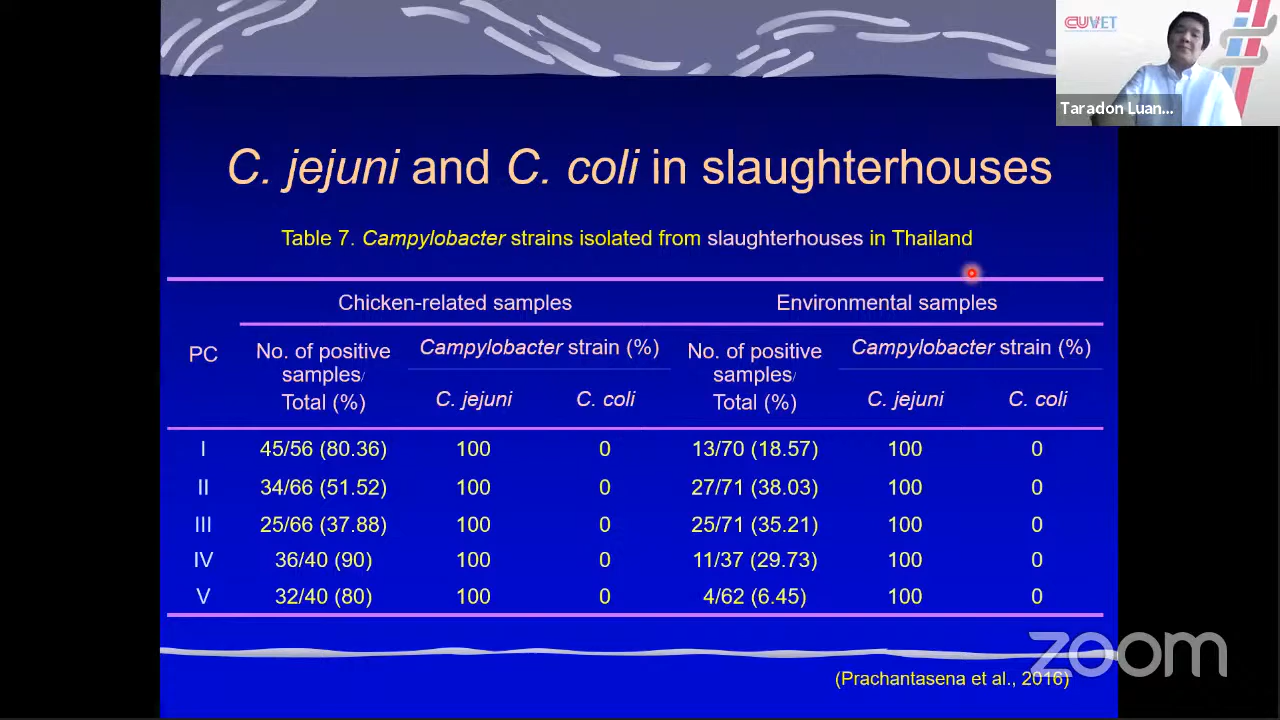 CUVET
Taradon Luan...
C. jejuni and C. coli in slaughterhouses
Table 7. Campylobacter strains isolated from slaughterhouses in Thailand
Chicken-related samples Environmental samples
PC
No. of positive samples/ Total (%) Campylobacter strain (%) No. of positive samples/ Total (%) Campylobacter strain (%)
C. jejuni C. coli C. jejuni C. coli
I 45/56 (80.36) 100 0 13/70 (18.57) 100 0
II 34/66 (51.52) 100 0 27/71 (38.03) 100 0
III 25/66 (37.88) 100 0 25/71 (35.21) 100 0
IV 36/40 (90) 100 0 11/37 (29.73) 100 0
V 32/40 (80) 100 0 4/62 (6.45) 100 0
zoom
(Prachantasena et al., 2016)